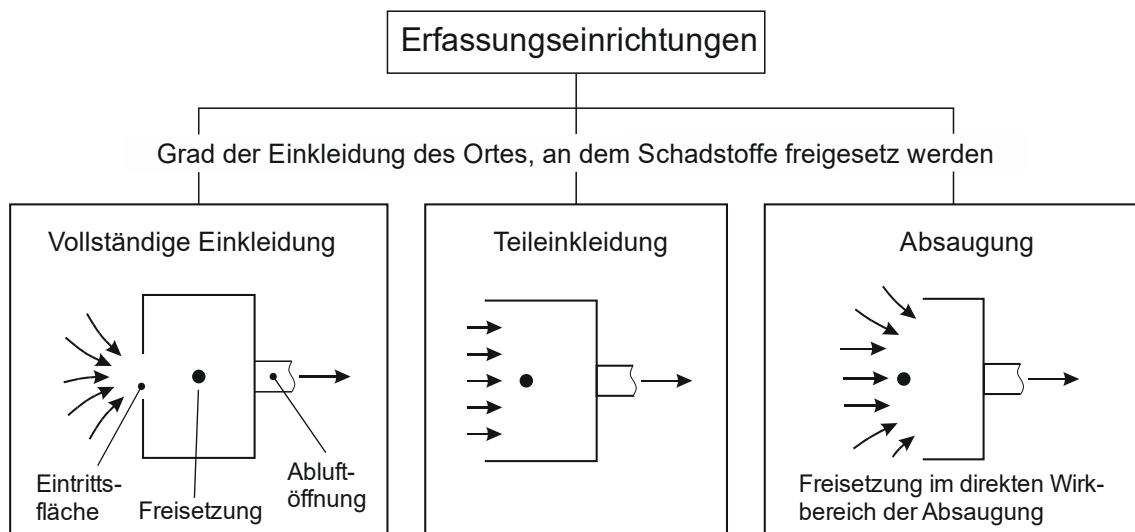 Erfassungseinrichtungen
Grad der Einkleidung des Ortes, an dem Schadstoffe freigesetz werden
Vollständige Einkleidung
Eintritts-
fläche
Freisetzung
Abluft-
öffnung
Teileinkleidung
Absaugung
Freisetzung im direkten Wirk-
bereich der Absaugung